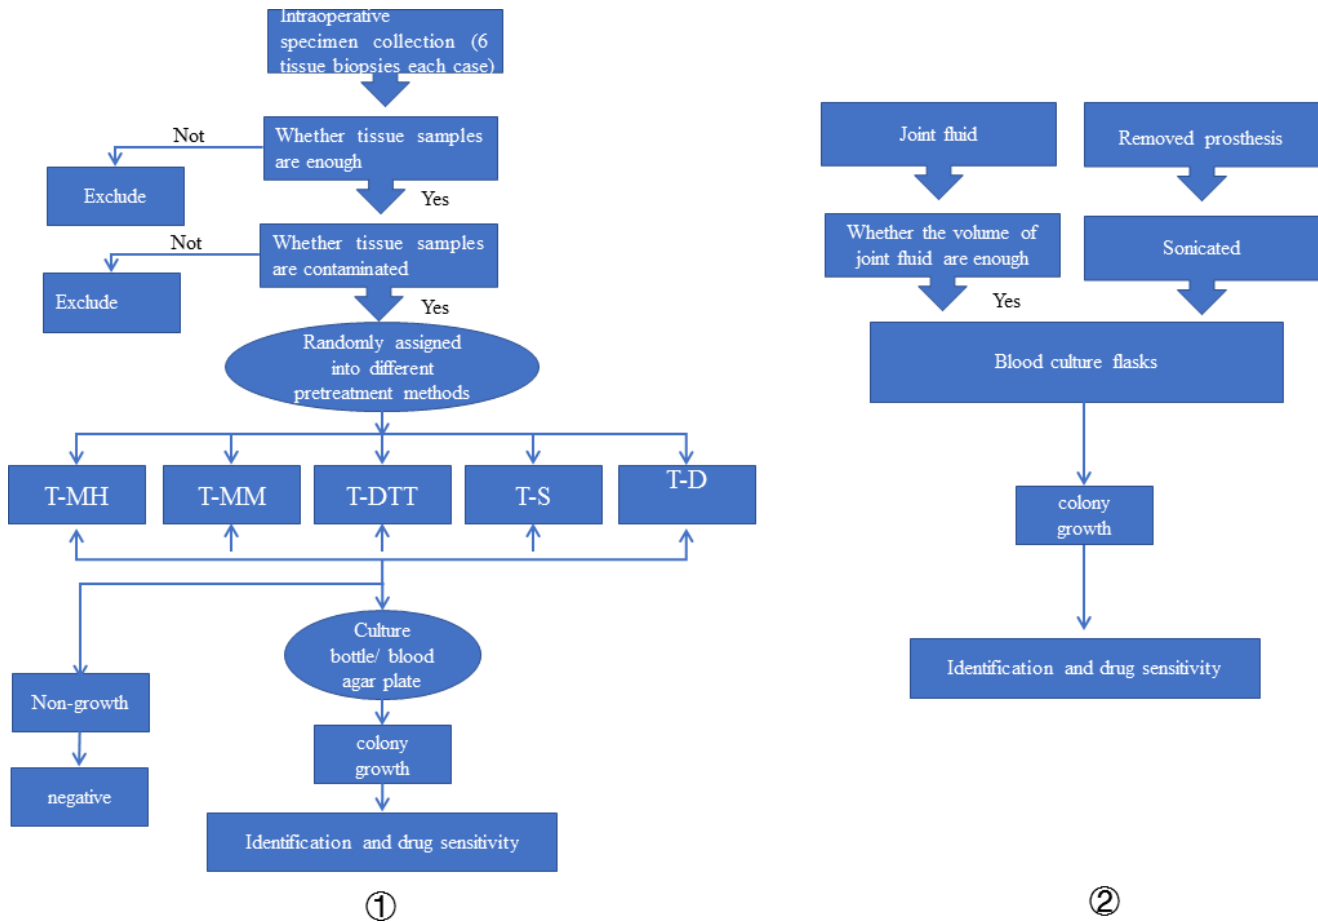 Intraoperative
specimen collection (6
tissue biopsies each case)
Not
Whether tissue samples
are enough
Exclude
Yes
Not
Whether tissue samples
are contaminated
Exclude
Yes
Randomly assigned
into different
pretreatment methods
T-MH
T-MM
T-DTT
T-S
T-D
Culture
bottle/ blood
agar plate
Non-growth
colony
growth
negative
Identification and drug sensitivity
①
Joint fluid
Removed prosthesis
Whether the volume of
joint fluid are enough
Sonicated
Yes
Blood culture flasks
colony
growth
Identification and drug sensitivity
②